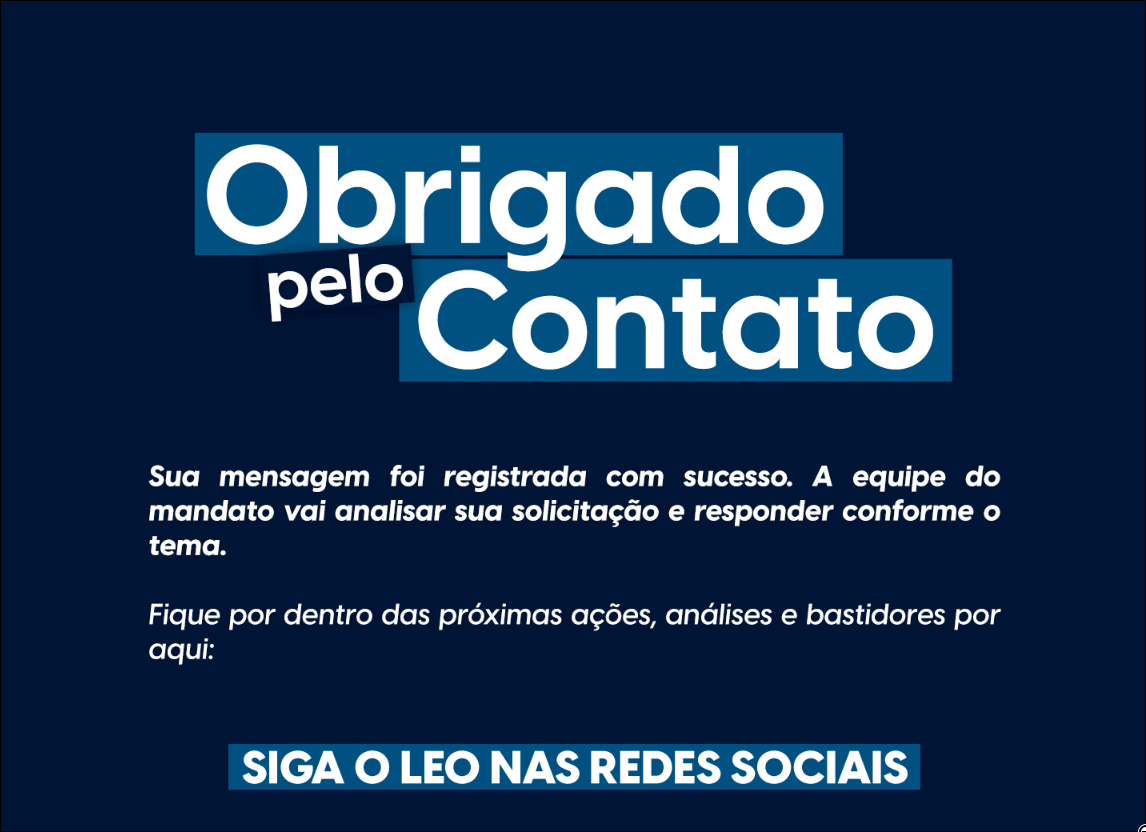 Obrigado
pelo
Contato
Sua mensagem foi registrada com sucesso. A equipe do
mandato vai analisar sua solicitação e responder conforme o
tema.
Fique por dentro das próximas ações, análises e bastidores por
aqui:
SIGA O LEO NAS REDES SOCIAIS